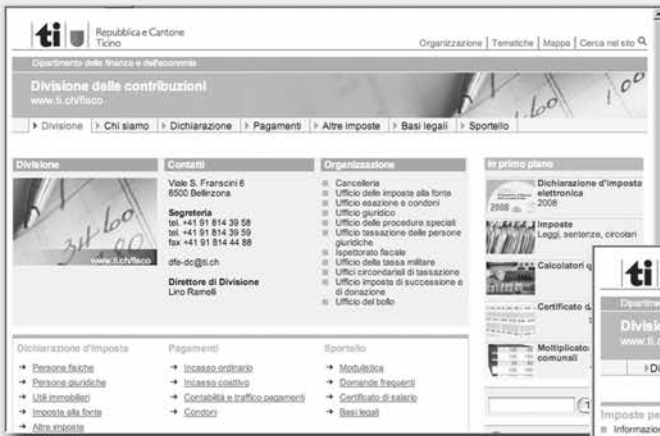 ti
Repubblica e Cantone
Ticino
Organizzazione | Tematiche | Mappa | Cerca nel sito
Dipartimento delle finanze e dell'economia
Divisione delle contribuzioni
www.ti.ch/fisco
Divisione | Chi siamo | Dichiarazione | Pagamenti | Altre imposte | Basi legali | Sportello
Divisione
www.ti.ch/fisco
Contatti
Viale S. Franscini 6
6500 Bellinzona
Segreteria
tel. +41 91 814 39 58
tel. +41 91 814 39 59
fax +41 91 814 44 88
dfe-dc@ti.ch
Direttore di Divisione
Lino Ramelli
Organizzazione
Cancelleria
Ufficio delle imposte alla fonte
Ufficio esazione e condoni
Ufficio giuridico
Ufficio delle procedure speciali
Ufficio tassazione delle persone
giuridiche
Ispettorato fiscale
Ufficio della tassa militare
Uffici circondariali di tassazione
Ufficio imposte di successione e
di donazione
Ufficio del bollo
In primo piano
2008
Dichiarazione d'imposta
elettronica
2008
Imposte
Leggi, sentenze, circolari
Calcolatori
Certificato
Moltiplicato
comunali
Dichiarazione d'imposta
Persone fisiche
Persone giuridiche
Utili immobiliari
Imposte alla fonte
Altre imposte
Pagamenti
Incasso ordinario
Incasso coattivo
Contabilità e traffico pagamenti
Condoni
Sportello
Modulistica
Domande frequenti
Certificato di salario
Basi legali
ti
Dipartime
Divisi
www.ti.c
Di
Imposte pe
Informazion